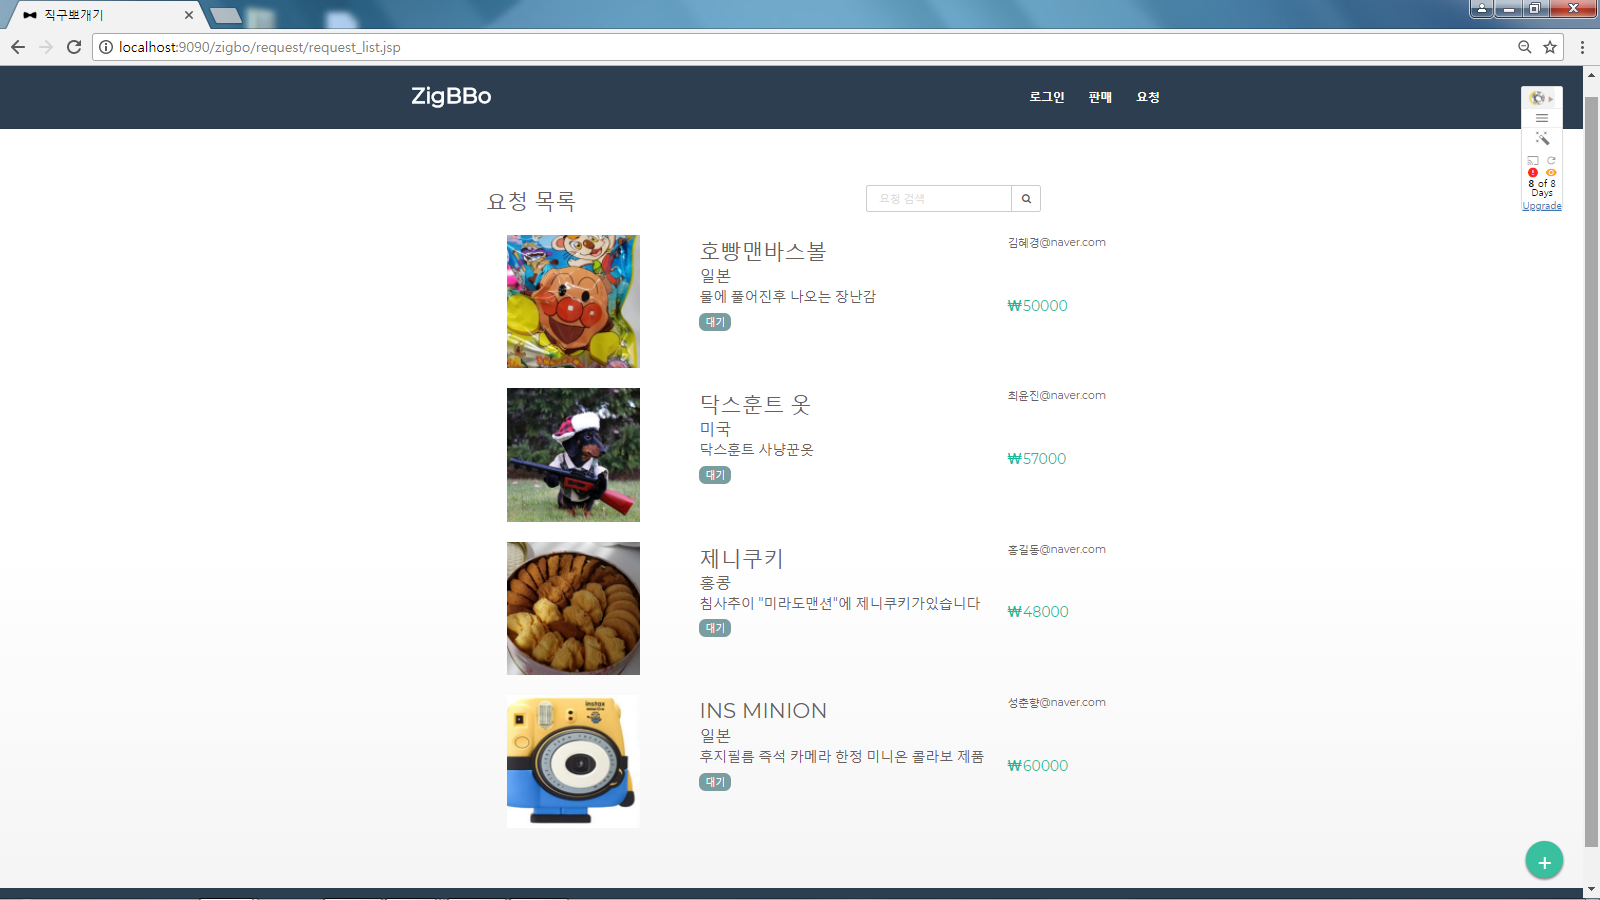 직구뽀개기
localhost:9090/zigbo/request/request_list.jsp
ZigBBo
로그인 판매 요청
8 of 8
Days
Upgrade
요청 목록
요청 검색
호빵맨바스볼
김혜경@naver.com
일본
물에 풀어진후 나오는 장난감
₩50000
대기
닥스훈트 옷
최윤진@naver.com
미국
닥스훈트 사냥꾼옷
₩57000
대기
제니쿠키
홍길동@naver.com
홍콩
침사추이 "미라도맨션"에 제니쿠키가있습니다
₩48000
대기
instax
INS MINION
성춘향@naver.com
일본
후지필름 즉석 카메라 한정 미니온 콜라보 제품
₩60000
대기